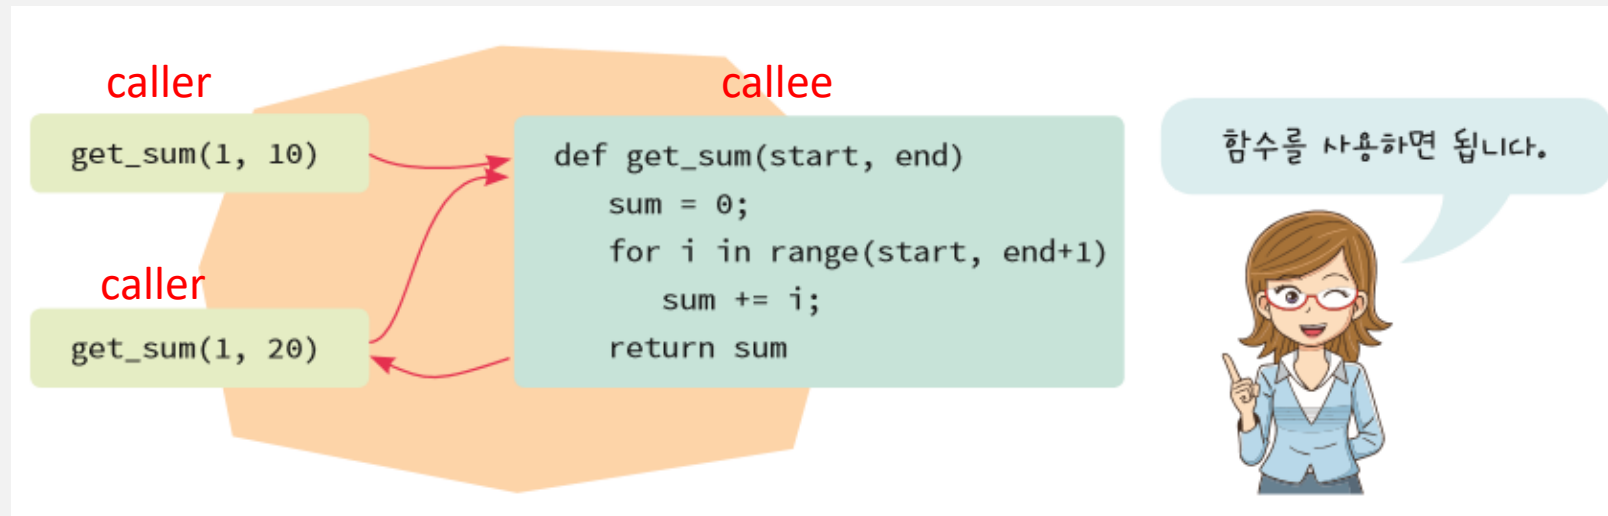 caller
get_sum(1, 10)
caller
get_sum(1, 20)
callee
def get_sum(start, end)
sum = 0;
for i in range(start, end+1)
sum += i;
return sum
함수를 사용하면 됩니다.